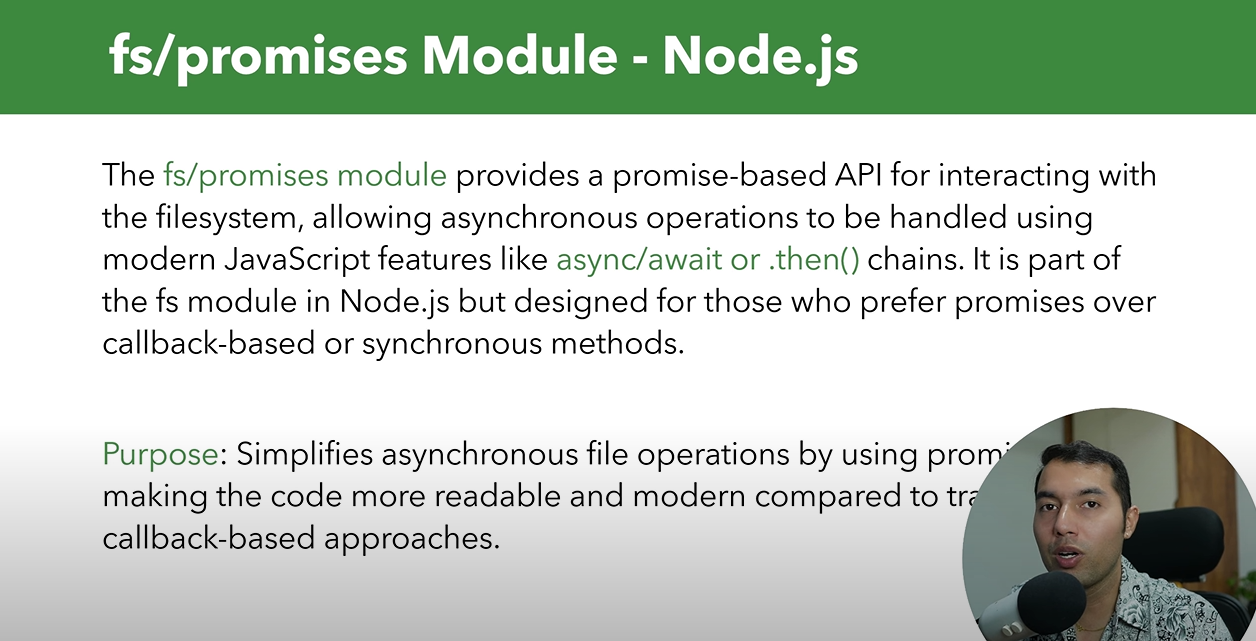 fs/promises Module - Node.js
The fs/promises module provides a promise-based API for interacting with
the filesystem, allowing asynchronous operations to be handled using
modern JavaScript features like async/await or .then() chains. It is part of
the fs module in Node.js but designed for those who prefer promises over
callback-based or synchronous methods.
Purpose: Simplifies asynchronous file operations by using
making the code more readable and modern compared to
callback-based approaches.